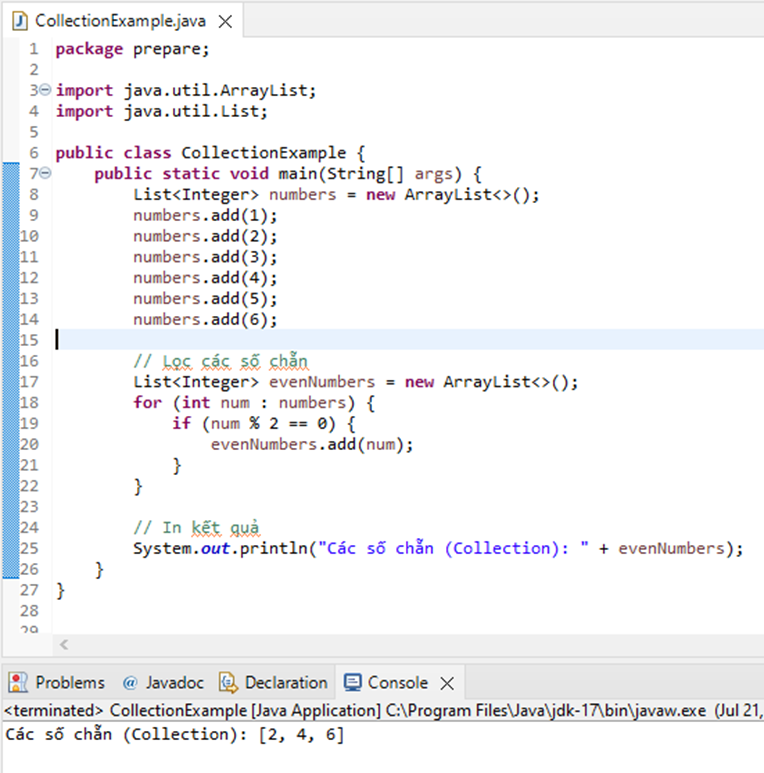 CollectionExample.java
1 package prepare;
2
3 import java.util.ArrayList;
4 import java.util.List;
5
6 public class CollectionExample {
7     public static void main(String[] args) {
8         List<Integer> numbers = new ArrayList<>();
9         numbers.add(1);
10         numbers.add(2);
11         numbers.add(3);
12         numbers.add(4);
13         numbers.add(5);
14         numbers.add(6);
15
16         // Lọc các số chẵn
17         List<Integer> evenNumbers = new ArrayList<>();
18         for (int num : numbers) {
19             if (num % 2 == 0) {
20                 evenNumbers.add(num);
21             }
22         }
23
24         // In kết quả
25         System.out.println("Các số chẵn (Collection): " + evenNumbers);
26     }
27 }
28
29
Problems @ Javadoc Declaration Console
<terminated> CollectionExample [Java Application] C:\Program Files\Java\jdk-17\bin\javaw.exe (Jul 21,
Các số chẵn (Collection): [2, 4, 6]